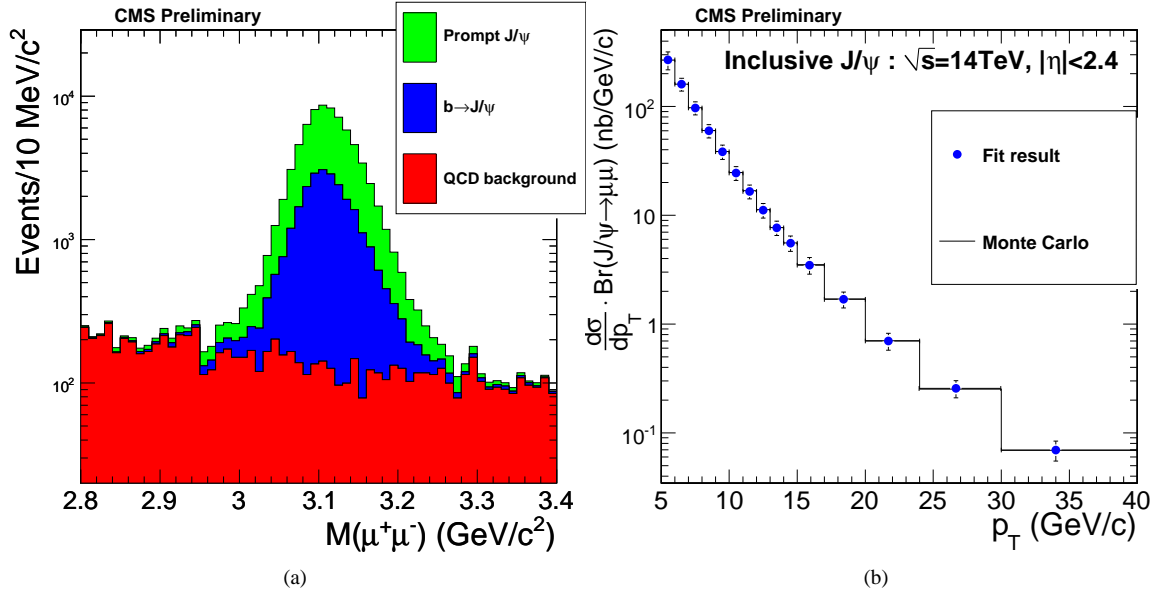 CMS Preliminary
Events/10 MeV/c²
10⁴
10³
10²
2.8 2.9 3 3.1 3.2 3.3 3.4
M(μ⁺μ⁻) (GeV/c²)
Prompt J/ψ
b→J/ψ
QCD background
(a)
CMS Preliminary
dσ/dp_T · Br(J/ψ→μμ) (nb/GeV/c)
Inclusive J/ψ : √s=14TeV, |η|<2.4
Fit result
Monte Carlo
10²
10
1
10⁻¹
5 10 15 20 25 30 35 40
p_T (GeV/c)
(b)